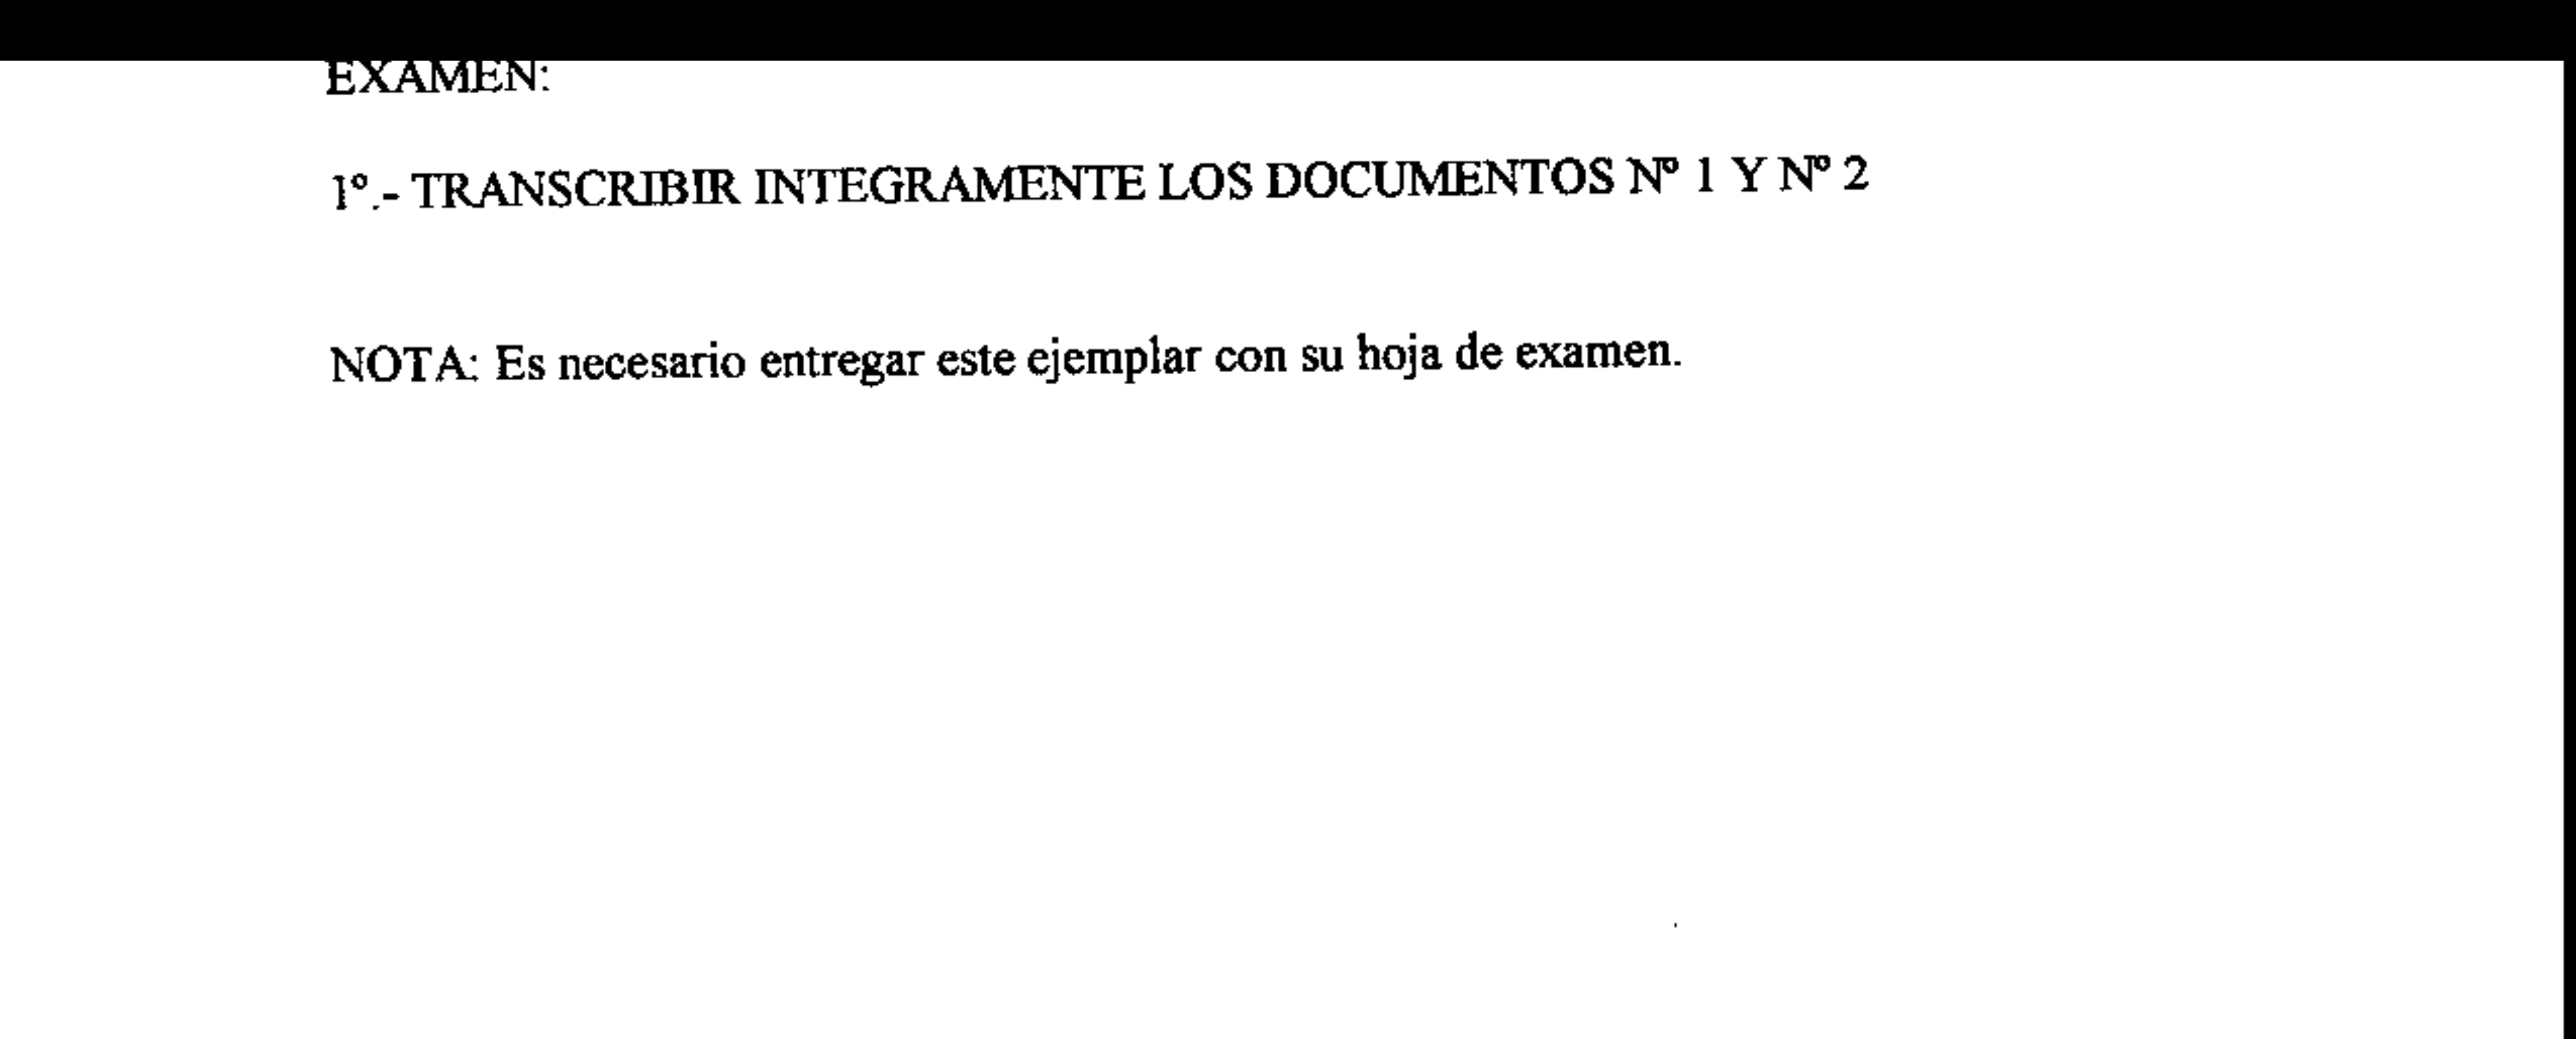 EXAMEN:
1º.- TRANSCRIBIR INTEGRAMENTE LOS DOCUMENTOS Nº 1 Y Nº 2
NOTA: Es necesario entregar este ejemplar con su hoja de examen.